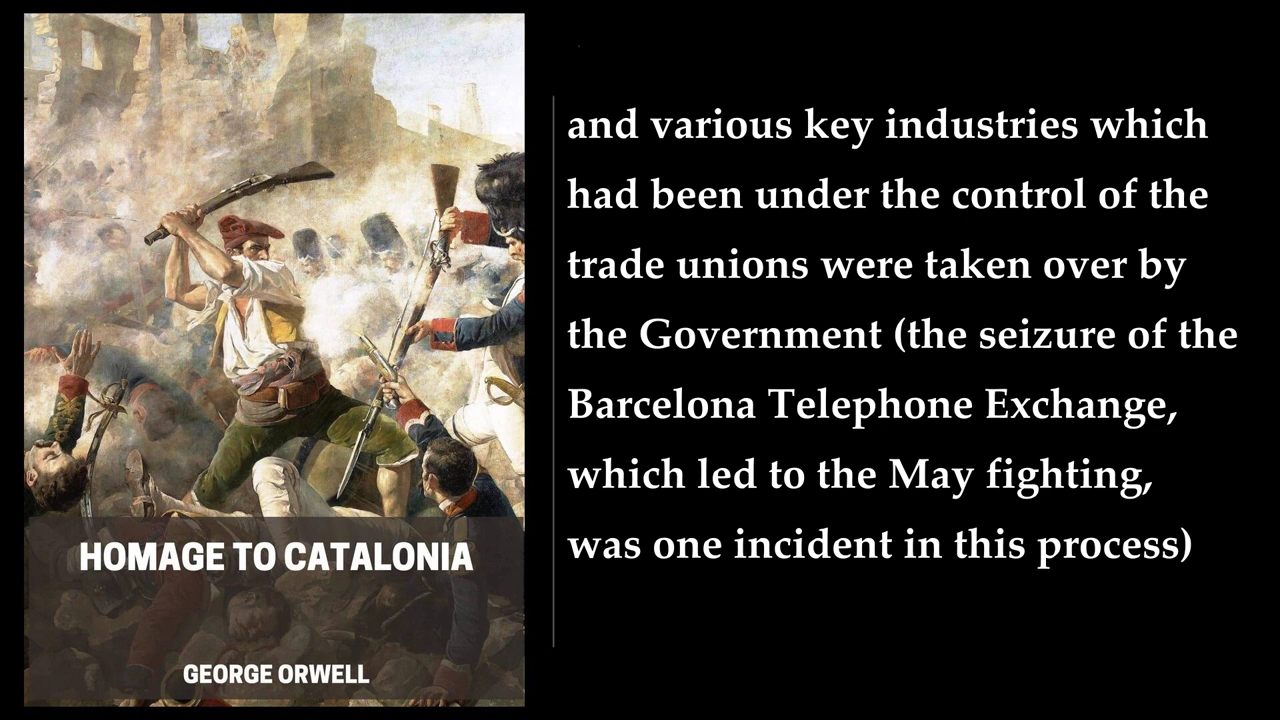 HOMAGE TO CATALONIA
GEORGE ORWELL
and various key industries which
had been under the control of the
trade unions were taken over by
the Government (the seizure of the
Barcelona Telephone Exchange,
which led to the May fighting,
was one incident in this process)